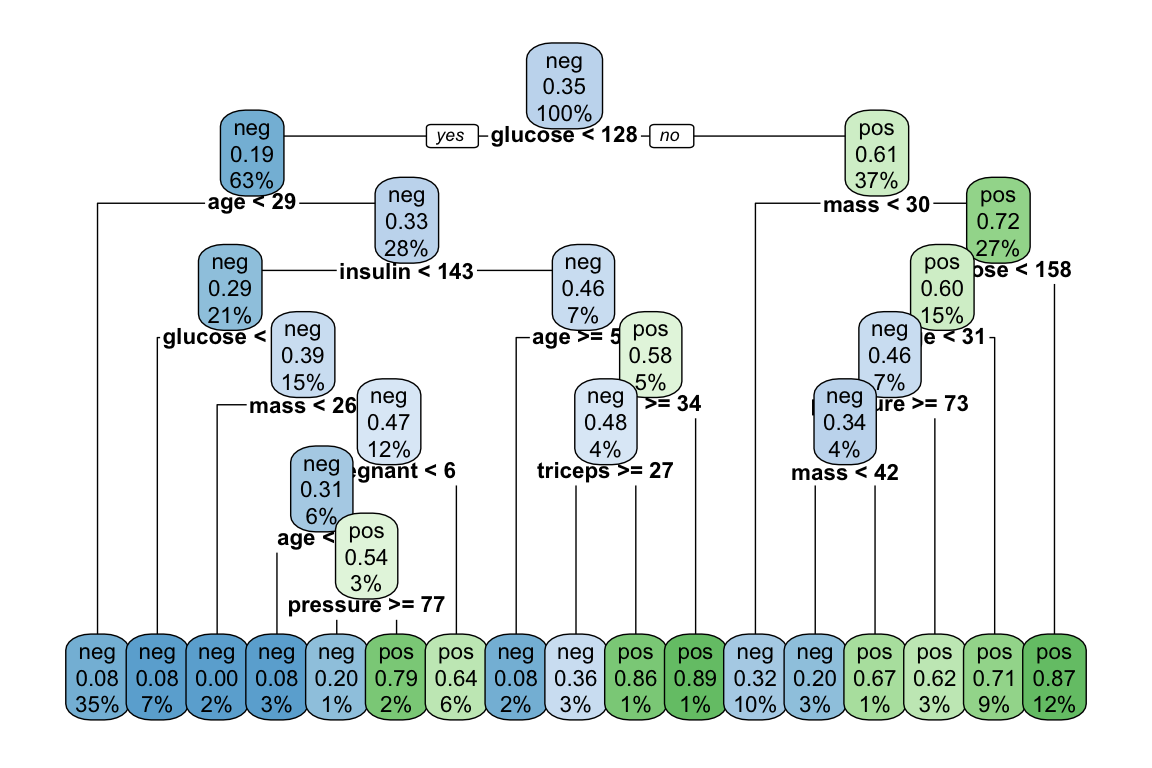 neg
0.35
100%
yes glucose < 128 no
neg
0.19
63%
pos
0.61
37%
age < 29
mass < 30
neg
0.33
28%
pos
0.72
27%
insulin < 143
ose < 158
neg
0.29
21%
neg
0.46
7%
pos
0.60
15%
glucose <
age >= 5
e < 31
neg
0.39
15%
pos
0.58
5%
neg
0.46
7%
mass < 26
>= 34
ure >= 73
neg
0.47
12%
neg
0.48
4%
neg
0.34
4%
egnant < 6
triceps >= 27
mass < 42
neg
0.31
6%
age <
pos
0.54
3%
pressure >= 77
neg neg neg neg neg pos pos neg neg pos pos neg neg pos pos pos pos
0.08 0.08 0.00 0.08 0.20 0.79 0.64 0.08 0.36 0.86 0.89 0.32 0.20 0.67 0.62 0.71 0.87
35% 7% 2% 3% 1% 2% 6% 2% 3% 1% 1% 10% 3% 1% 3% 9% 12%